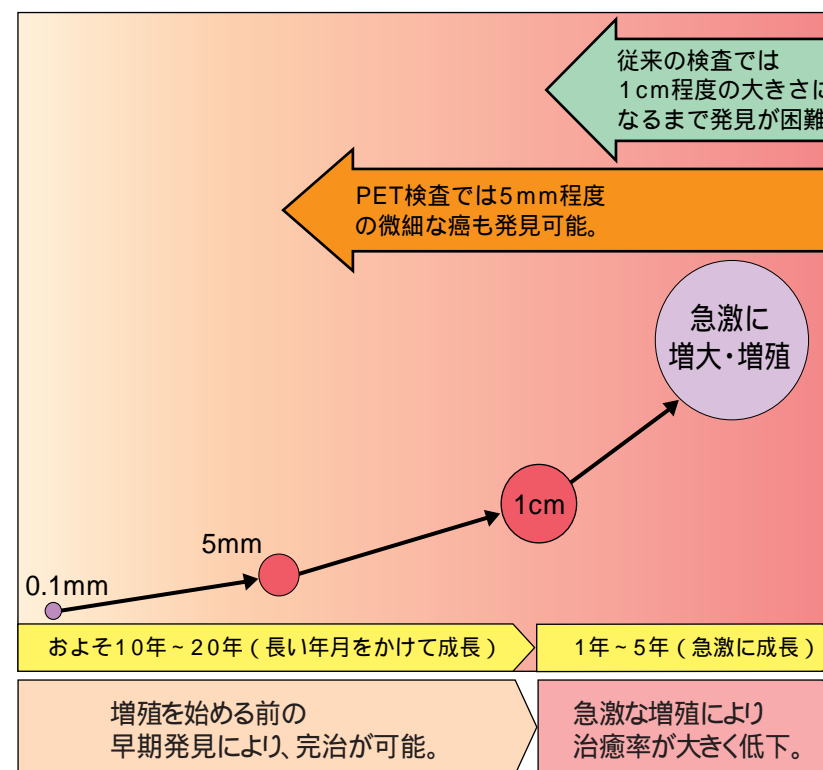 従来の検査では
1cm程度の大きさに
なるまで発見が困難
PET検査では5mm程度
の微細な癌も発見可能。
急激に
増大・増殖
1cm
5mm
0.1mm
およそ10年~20年(長い年月をかけて成長)
1年~5年(急激に成長)
増殖を始める前の
早期発見により、完治が可能。
急激な増殖により
治癒率が大きく低下。